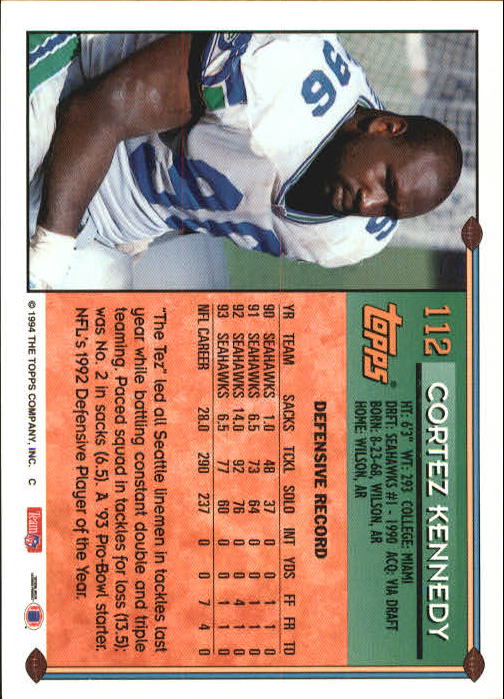 112 CORTEZ KENNEDY
topps®
HT: 6'3" WT: 293 COLLEGE: MIAMI
DRFT: SEAHAWKS #1 - 1990 ACQ: VIA DRAFT
BORN: 8-23-68, WILSON, AR
HOME: WILSON, AR
DEFENSIVE RECORD
YR TEAM SACKS TCKL SOLO INT YDS FF FR TD
90 SEAHAWKS 1.0 48 37 0 0 1 1 0
91 SEAHAWKS 6.5 73 64 0 0 1 1 0
92 SEAHAWKS 14.0 92 76 0 0 4 1 0
93 SEAHAWKS 6.5 77 60 0 0 1 1 0
NFL CAREER 28.0 290 237 0 0 7 4 0
"The Tez" led all Seattle linemen in tackles last
year while battling constant double and triple
teaming. Paced squad in tackles for loss (13.5);
was No. 2 in sacks (6.5). A '93 Pro-Bowl starter.
NFL's 1992 Defensive Player of the Year.
© 1994 THE TOPPS COMPANY, INC. C
Team NFL
96